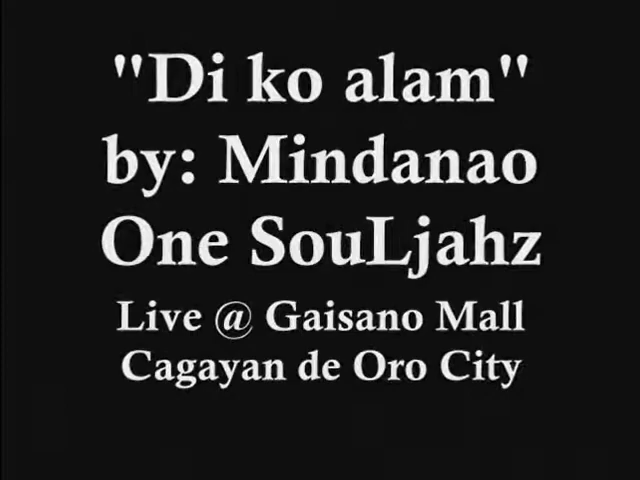 "Di ko alam"
by: Mindanao
One SouLjahz
Live @ Gaisano Mall
Cagayan de Oro City